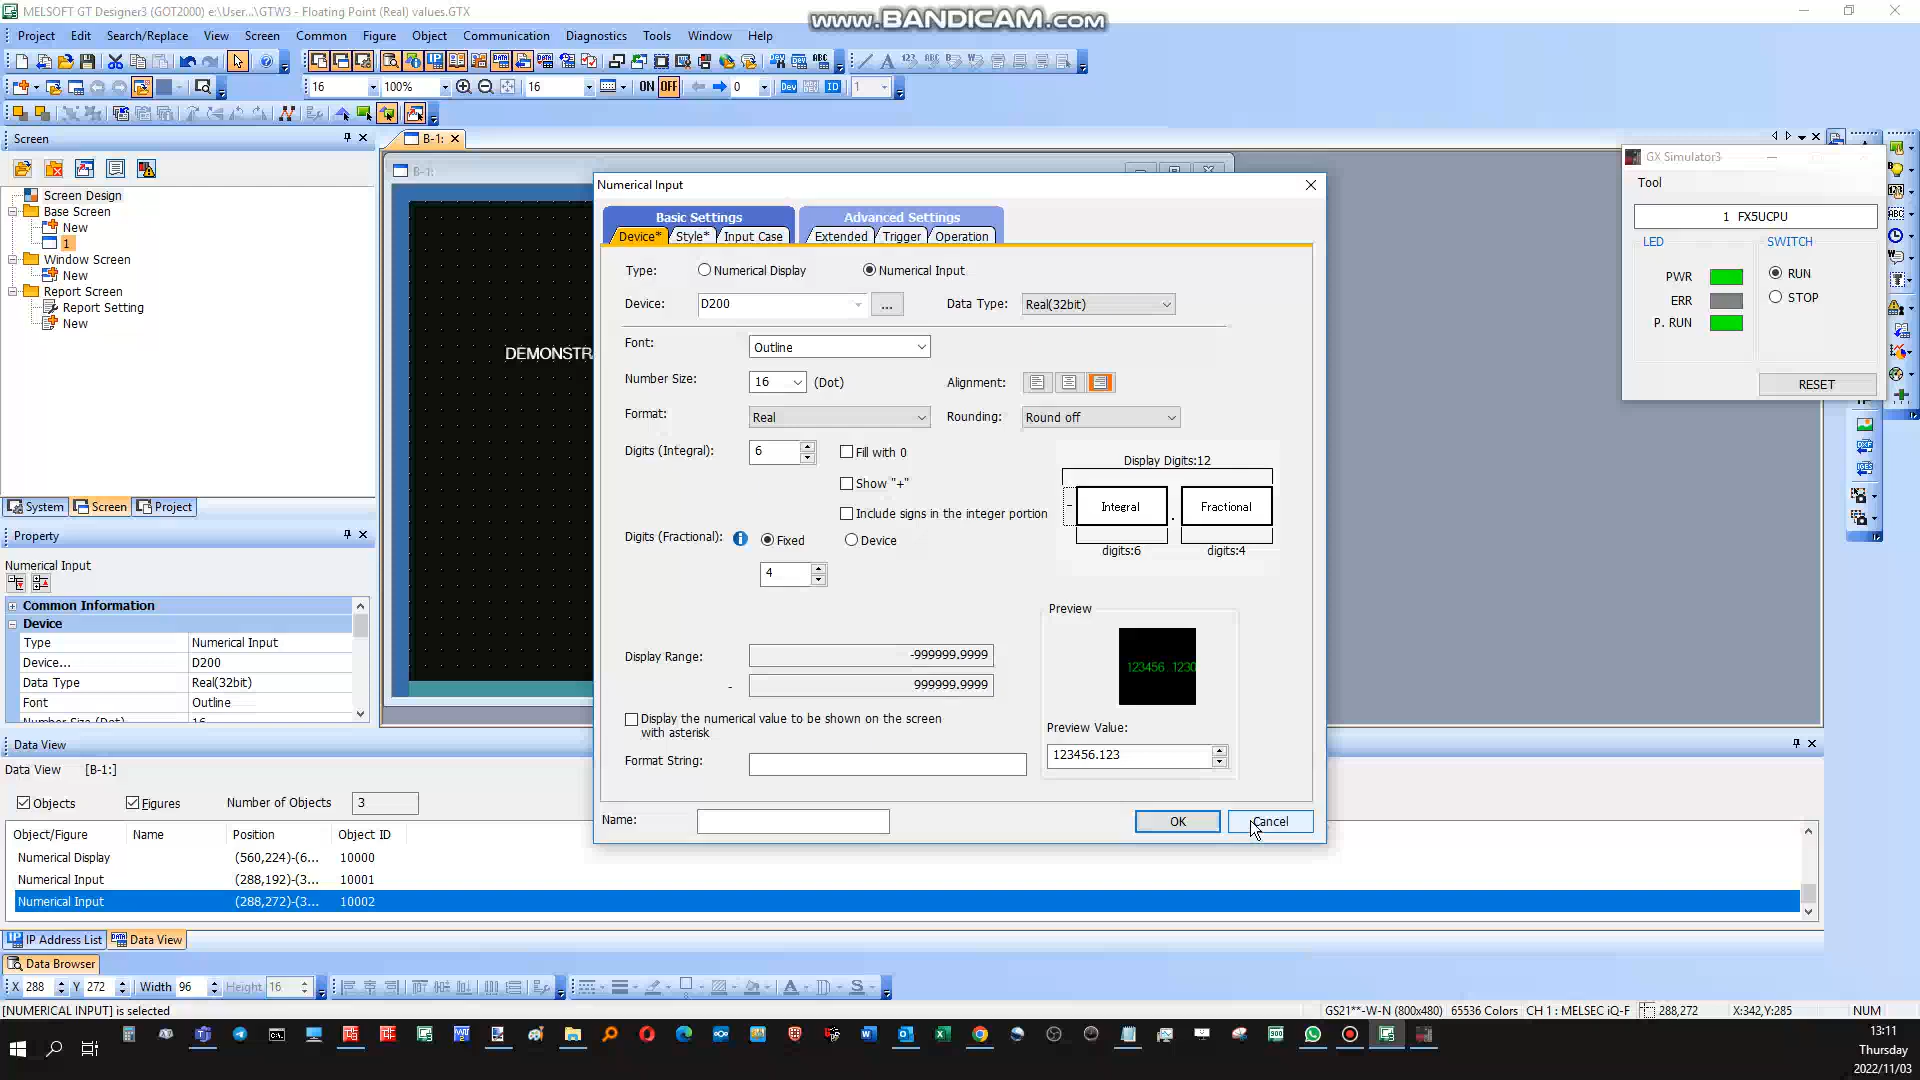 MELSOFT GT Designer3 (GOT2000) e:\User...\GTW3 - Floating Point (Real) values.GTX
www.BANDICAM.com
Project Edit Search/Replace View Screen Common Figure Object Communication Diagnostics Tools Window Help
16 100% 16 ON OFF 0 Dev Dev ID 1
Screen
B-1:
B-1:
Screen Design
Base Screen
New
1
Window Screen
New
Report Screen
Report Setting
New
System Screen Project
Property
Numerical Input
Common Information
Device
Type Numerical Input
Device... D200
Data Type Real(32bit)
Font Outline
Number Size (Dot) 16
DEMONSTR
Numerical Input
Basic Settings Advanced Settings
Device* Style* Input Case Extended Trigger Operation
Type: Numerical Display Numerical Input
Device: D200 ... Data Type: Real(32bit)
Font: Outline
Number Size: 16 (Dot) Alignment:
Format: Real Rounding: Round off
Digits (Integral): 6 Fill with 0
Show "+"
Include signs in the integer portion
Digits (Fractional): Fixed Device
4
Display Digits:12
- Integral . Fractional
digits:6 digits:4
Display Range: -999999.9999
- 999999.9999
Display the numerical value to be shown on the screen
with asterisk
Format String:
Preview
123456 1230
Preview Value:
123456.123
Name: OK Cancel
GX Simulator3
Tool
1 FX5UCPU
LED SWITCH
PWR RUN
ERR STOP
P. RUN
RESET
Data View
Data View [B-1:]
Objects Figures Number of Objects 3
Object/Figure Name Position Object ID
Numerical Display (560,224)-(6... 10000
Numerical Input (288,192)-(3... 10001
Numerical Input (288,272)-(3... 10002
IP Address List Data View
Data Browser
X 288 Y 272 Width 96 Height 16
[NUMERICAL INPUT] is selected GS21**-W-N (800x480) 65536 Colors CH 1 : MELSEC iQ-F 288,272 X:342,Y:285 NUM
13:11
Thursday
2022/11/03